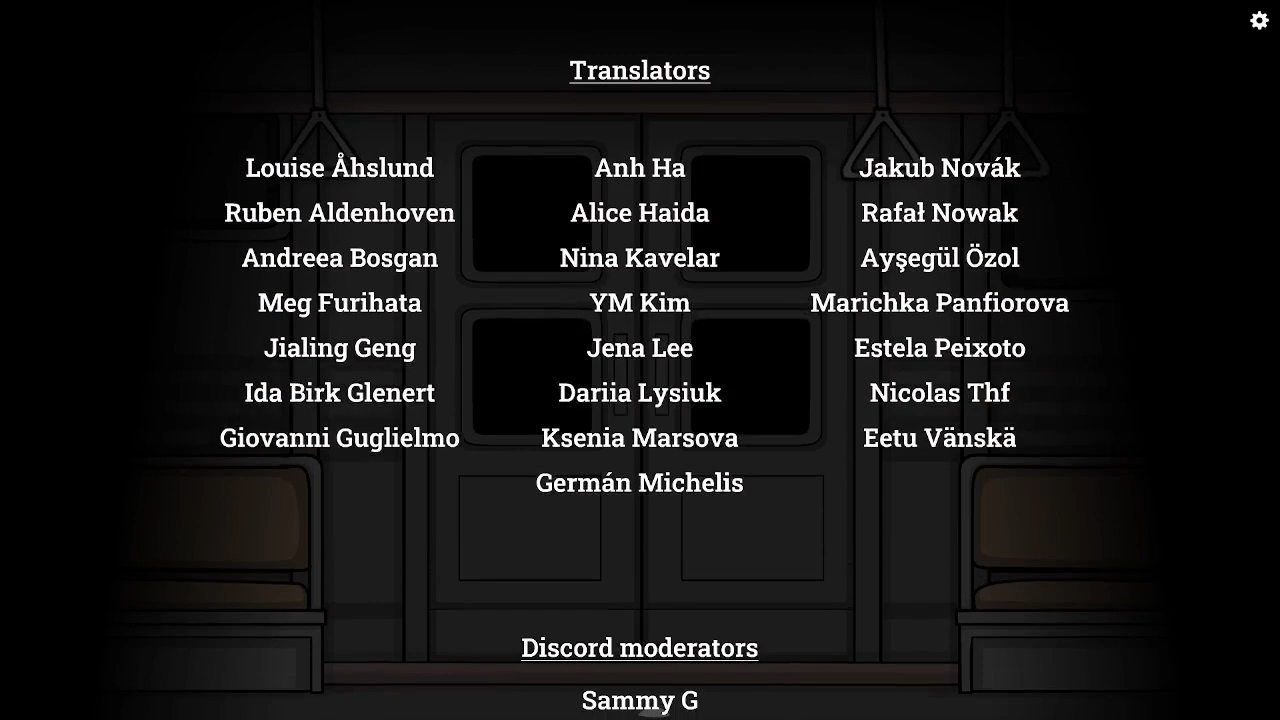 Translators
Louise Åhslund Anh Ha Jakub Novák
Ruben Aldenhoven Alice Haida Rafał Nowak
Andreea Bosgan Nina Kavelar Ayşegül Özol
Meg Furihata YM Kim Marichka Panfiorova
Jialing Geng Jena Lee Estela Peixoto
Ida Birk Glenert Dariia Lysiuk Nicolas Thf
Giovanni Guglielmo Ksenia Marsova Eetu Vänskä
Germán Michelis
Discord moderators
Sammy G